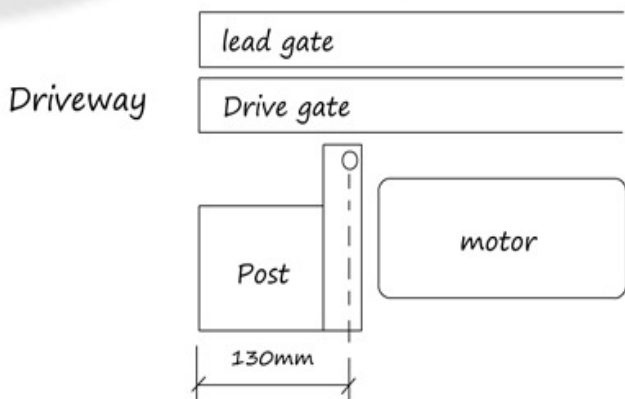 lead gate
Driveway
Drive gate
motor
Post
130mm